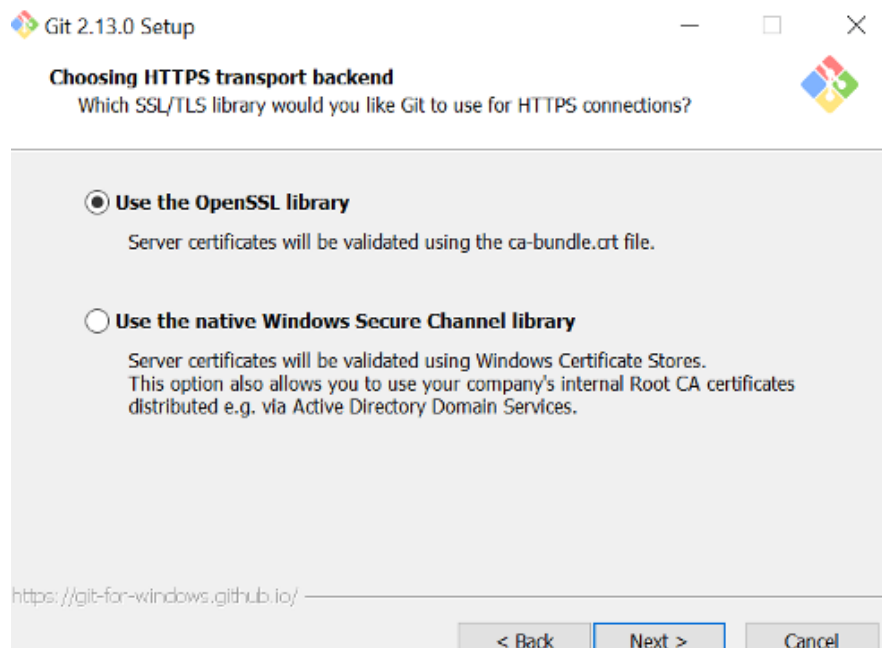 Git 2.13.0 Setup
Choosing HTTPS transport backend
Which SSL/TLS library would you like Git to use for HTTPS connections?
Use the OpenSSL library
Server certificates will be validated using the ca-bundle.crt file.
Use the native Windows Secure Channel library
Server certificates will be validated using Windows Certificate Stores.
This option also allows you to use your company's internal Root CA certificates
distributed e.g. via Active Directory Domain Services.
https://git-for-windows.github.io/
< Back Next > Cancel